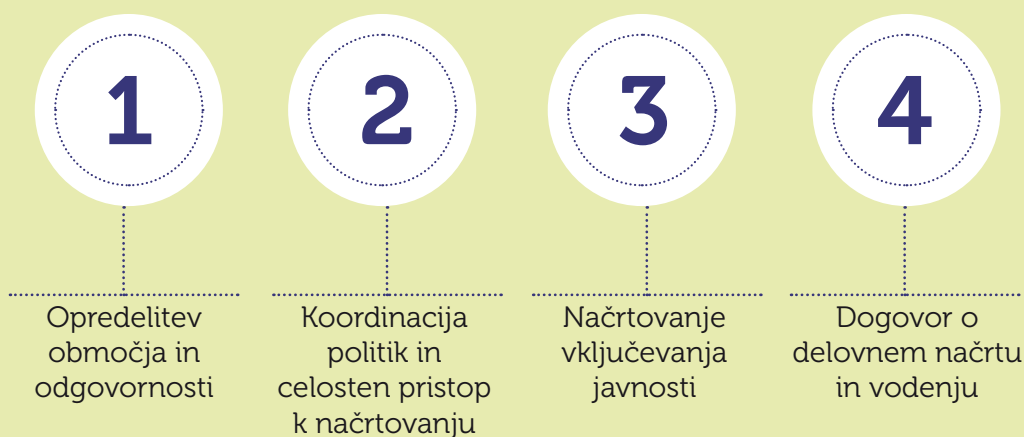 1
Opredelitev
območja in
odgovornosti
2
Koordinacija
politik in
celosten pristop
k načrtovanju
3
Načrtovanje
vključevanja
javnosti
4
Dogovor o
delovnem načrtu
in vodenju